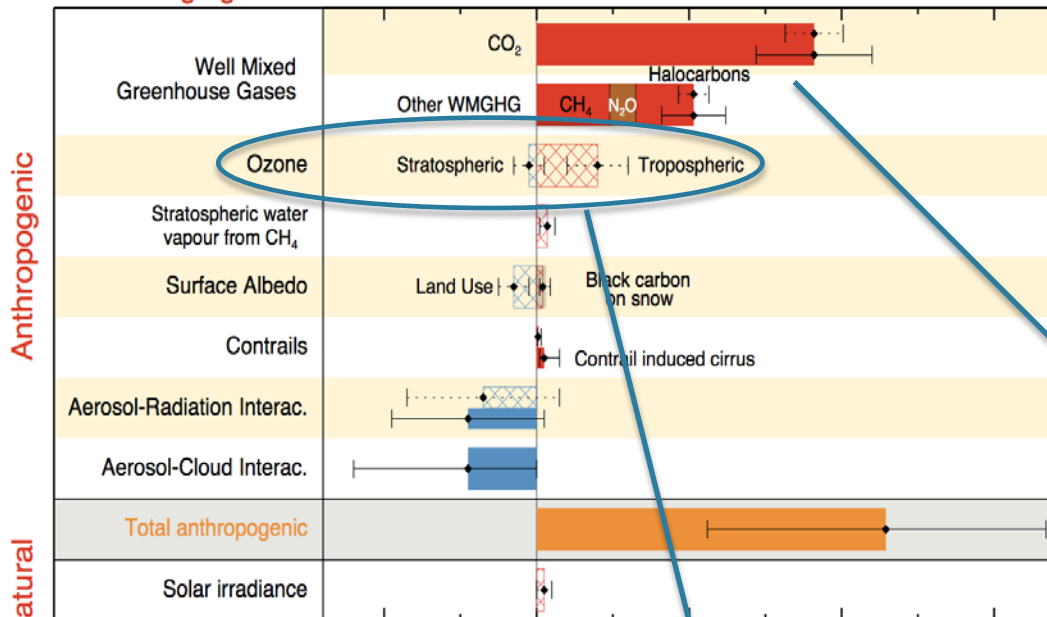 CO2
Well Mixed
Greenhouse Gases
Halocarbons
Other WMGHG
CH4
N2O
Anthropogenic
Ozone
Stratospheric
Tropospheric
Stratospheric water
vapour from CH4
Surface Albedo
Land Use
Black carbon
on snow
Contrails
Contrail induced cirrus
Aerosol-Radiation Interac.
Aerosol-Cloud Interac.
Total anthropogenic
atural
Solar irradiance